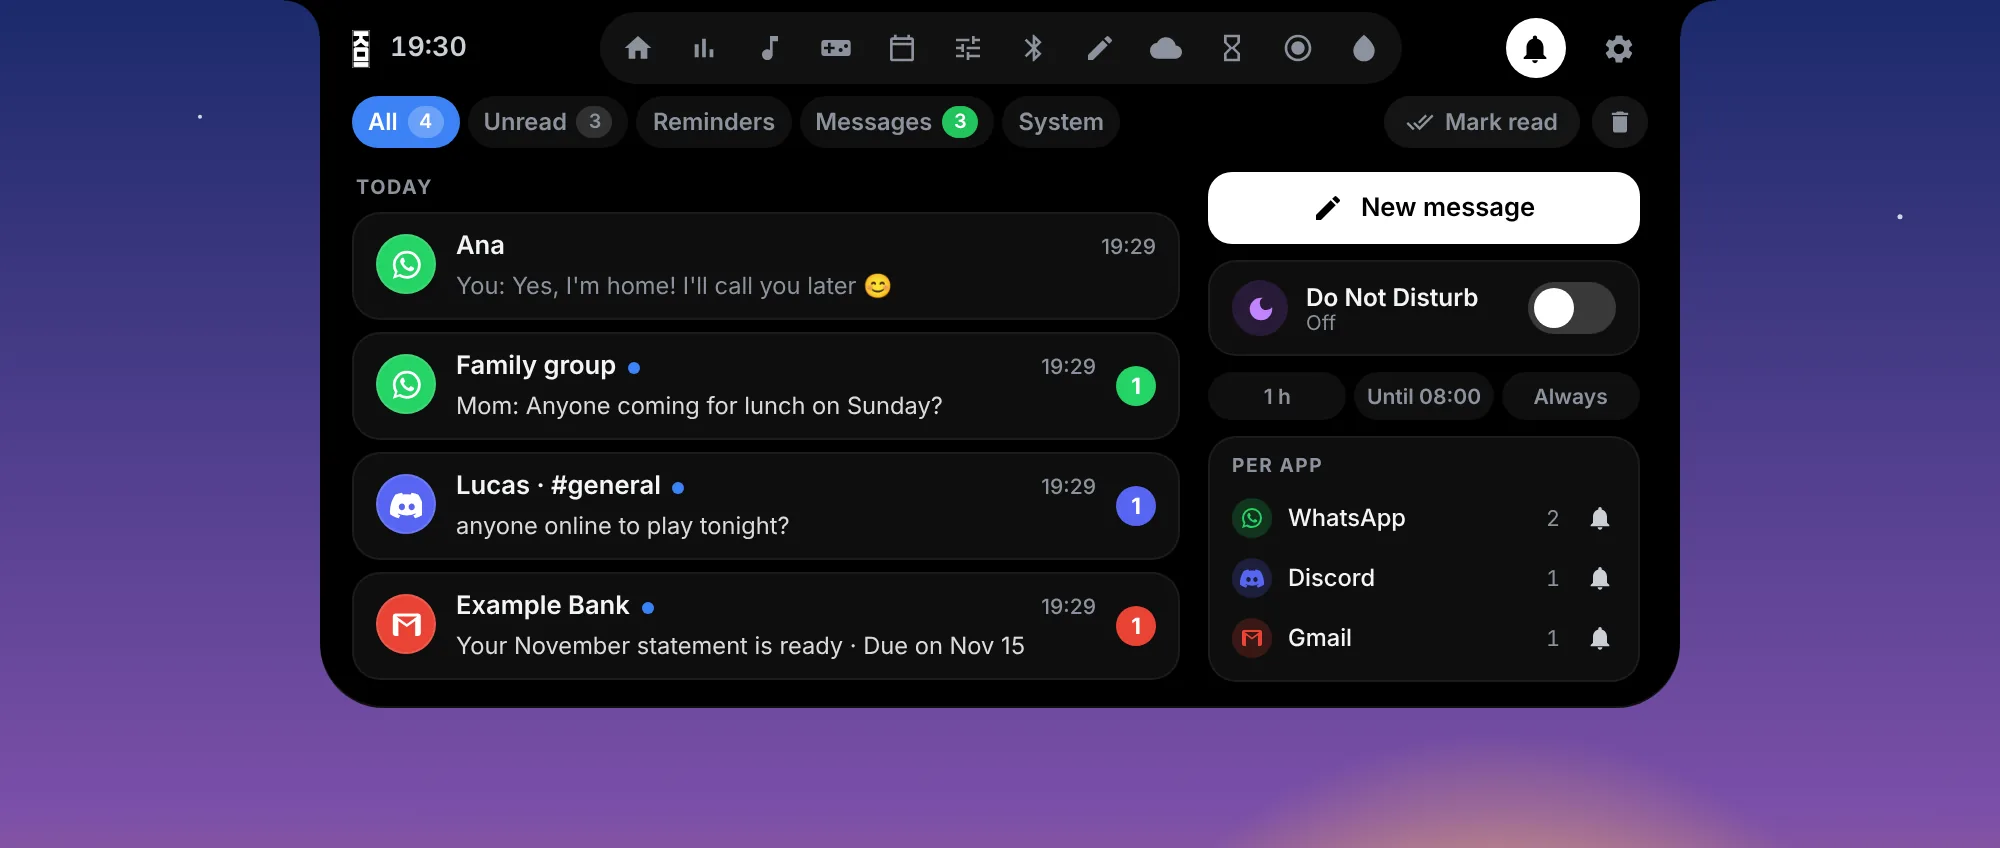 19:30
All 4
Unread 3
Reminders
Messages 3
System
Mark read
TODAY
Ana
19:29
You: Yes, I'm home! I'll call you later 😊
Family group
19:29
Mom: Anyone coming for lunch on Sunday?
1
Lucas · #general
19:29
anyone online to play tonight?
1
Example Bank
19:29
Your November statement is ready · Due on Nov 15
1
New message
Do Not Disturb
Off
1 h
Until 08:00
Always
PER APP
WhatsApp 2
Discord 1
Gmail 1